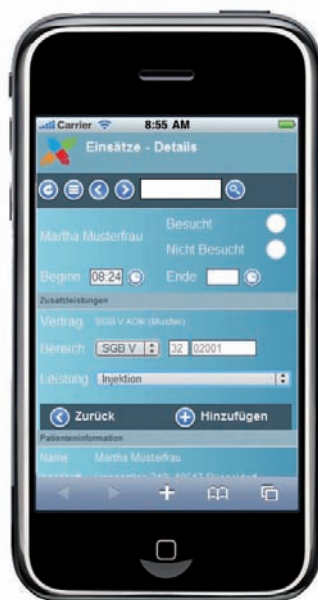 Carrier 8:55 AM
Einsätze - Details
Martha Musterfrau
Besucht
Nicht Besucht
Beginn 08:24 Ende
Zusatzleistungen
Vertrag SGB V AOK (Muster)
Bereich SGB V 32 02001
Leistung Injektion
Zurück Hinzufügen
Patienteninformation
Name Martha Musterfrau